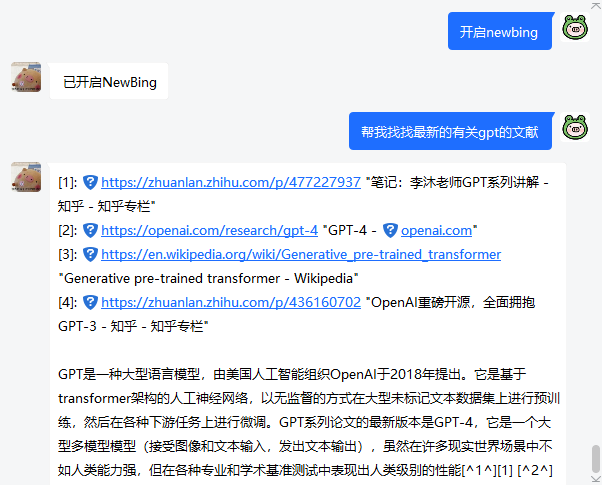 开启newbing
已开启NewBing
帮我找找最新的有关gpt的文献
[1]: https://zhuanlan.zhihu.com/p/477227937 "笔记：李沐老师GPT系列讲解 -
知乎 - 知乎专栏"
[2]: https://openai.com/research/gpt-4 "GPT-4 - openai.com"
[3]: https://en.wikipedia.org/wiki/Generative_pre-trained_transformer
"Generative pre-trained transformer - Wikipedia"
[4]: https://zhuanlan.zhihu.com/p/436160702 "OpenAI重磅开源，全面拥抱
GPT-3 - 知乎 - 知乎专栏"
GPT是一种大型语言模型，由美国人工智能组织OpenAI于2018年提出。它是基于
transformer架构的人工神经网络，以无监督的方式在大型未标记文本数据集上进行预训
练，然后在各种下游任务上进行微调。GPT系列论文的最新版本是GPT-4，它是一个大
型多模型模型（接受图像和文本输入，发出文本输出），虽然在许多现实世界场景中不
如人类能力强，但在各种专业和学术基准测试中表现出人类级别的性能[^1^][1] [^2^]